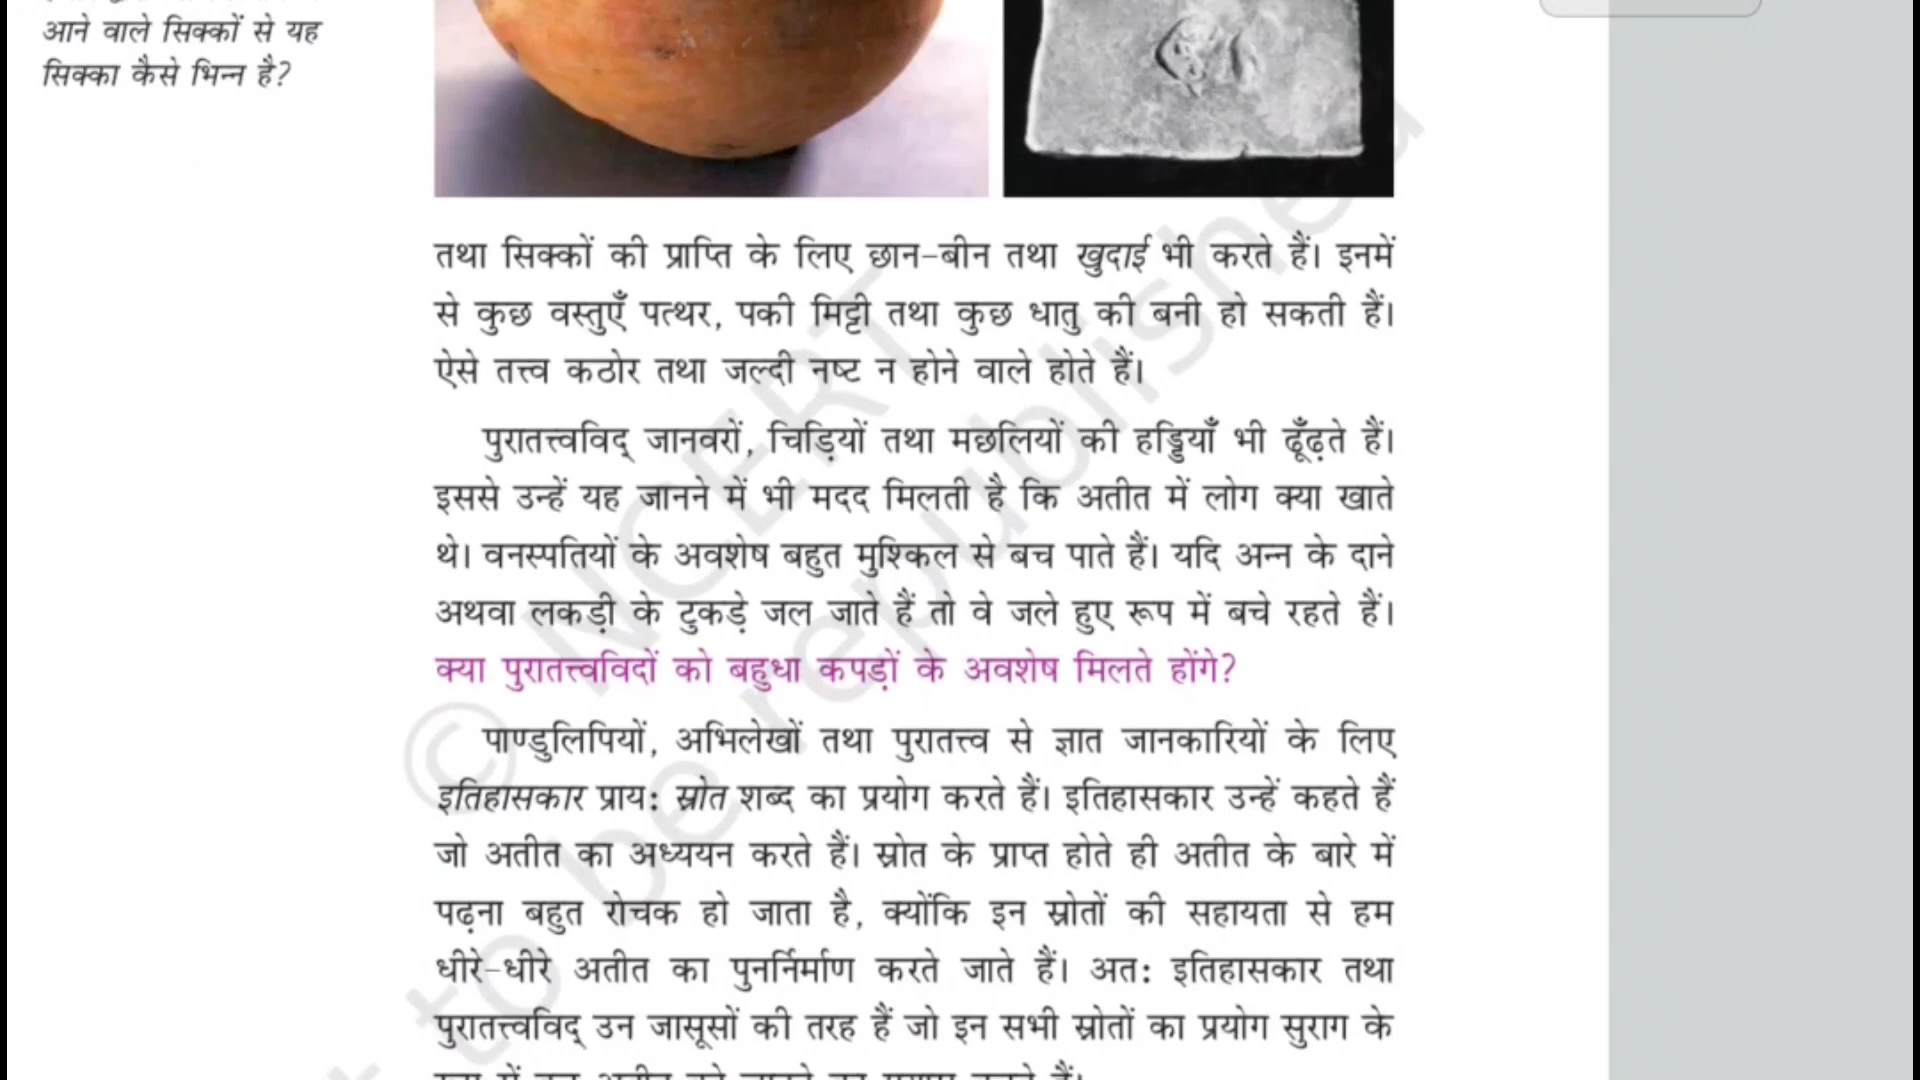 आने वाले सिक्कों से यह
सिक्का कैसे भिन्न है?
तथा सिक्कों की प्राप्ति के लिए छान-बीन तथा खुदाई भी करते हैं। इनमें
से कुछ वस्तुएँ पत्थर, पकी मिट्टी तथा कुछ धातु की बनी हो सकती हैं।
ऐसे तत्त्व कठोर तथा जल्दी नष्ट न होने वाले होते हैं।
पुरातत्त्वविद् जानवरों, चिड़ियों तथा मछलियों की हड्डियाँ भी ढूँढ़ते हैं।
इससे उन्हें यह जानने में भी मदद मिलती है कि अतीत में लोग क्या खाते
थे। वनस्पतियों के अवशेष बहुत मुश्किल से बच पाते हैं। यदि अन्न के दाने
अथवा लकड़ी के टुकड़े जल जाते हैं तो वे जले हुए रूप में बचे रहते हैं।
क्या पुरातत्त्वविदों को बहुधा कपड़ों के अवशेष मिलते होंगे?
पाण्डुलिपियों, अभिलेखों तथा पुरातत्त्व से ज्ञात जानकारियों के लिए
इतिहासकार प्राय: स्रोत शब्द का प्रयोग करते हैं। इतिहासकार उन्हें कहते हैं
जो अतीत का अध्ययन करते हैं। स्रोत के प्राप्त होते ही अतीत के बारे में
पढ़ना बहुत रोचक हो जाता है, क्योंकि इन स्रोतों की सहायता से हम
धीरे-धीरे अतीत का पुनर्निर्माण करते जाते हैं। अत: इतिहासकार तथा
पुरातत्त्वविद् उन जासूसों की तरह हैं जो इन सभी स्रोतों का प्रयोग सुराग के
© NCERT
t to be republished